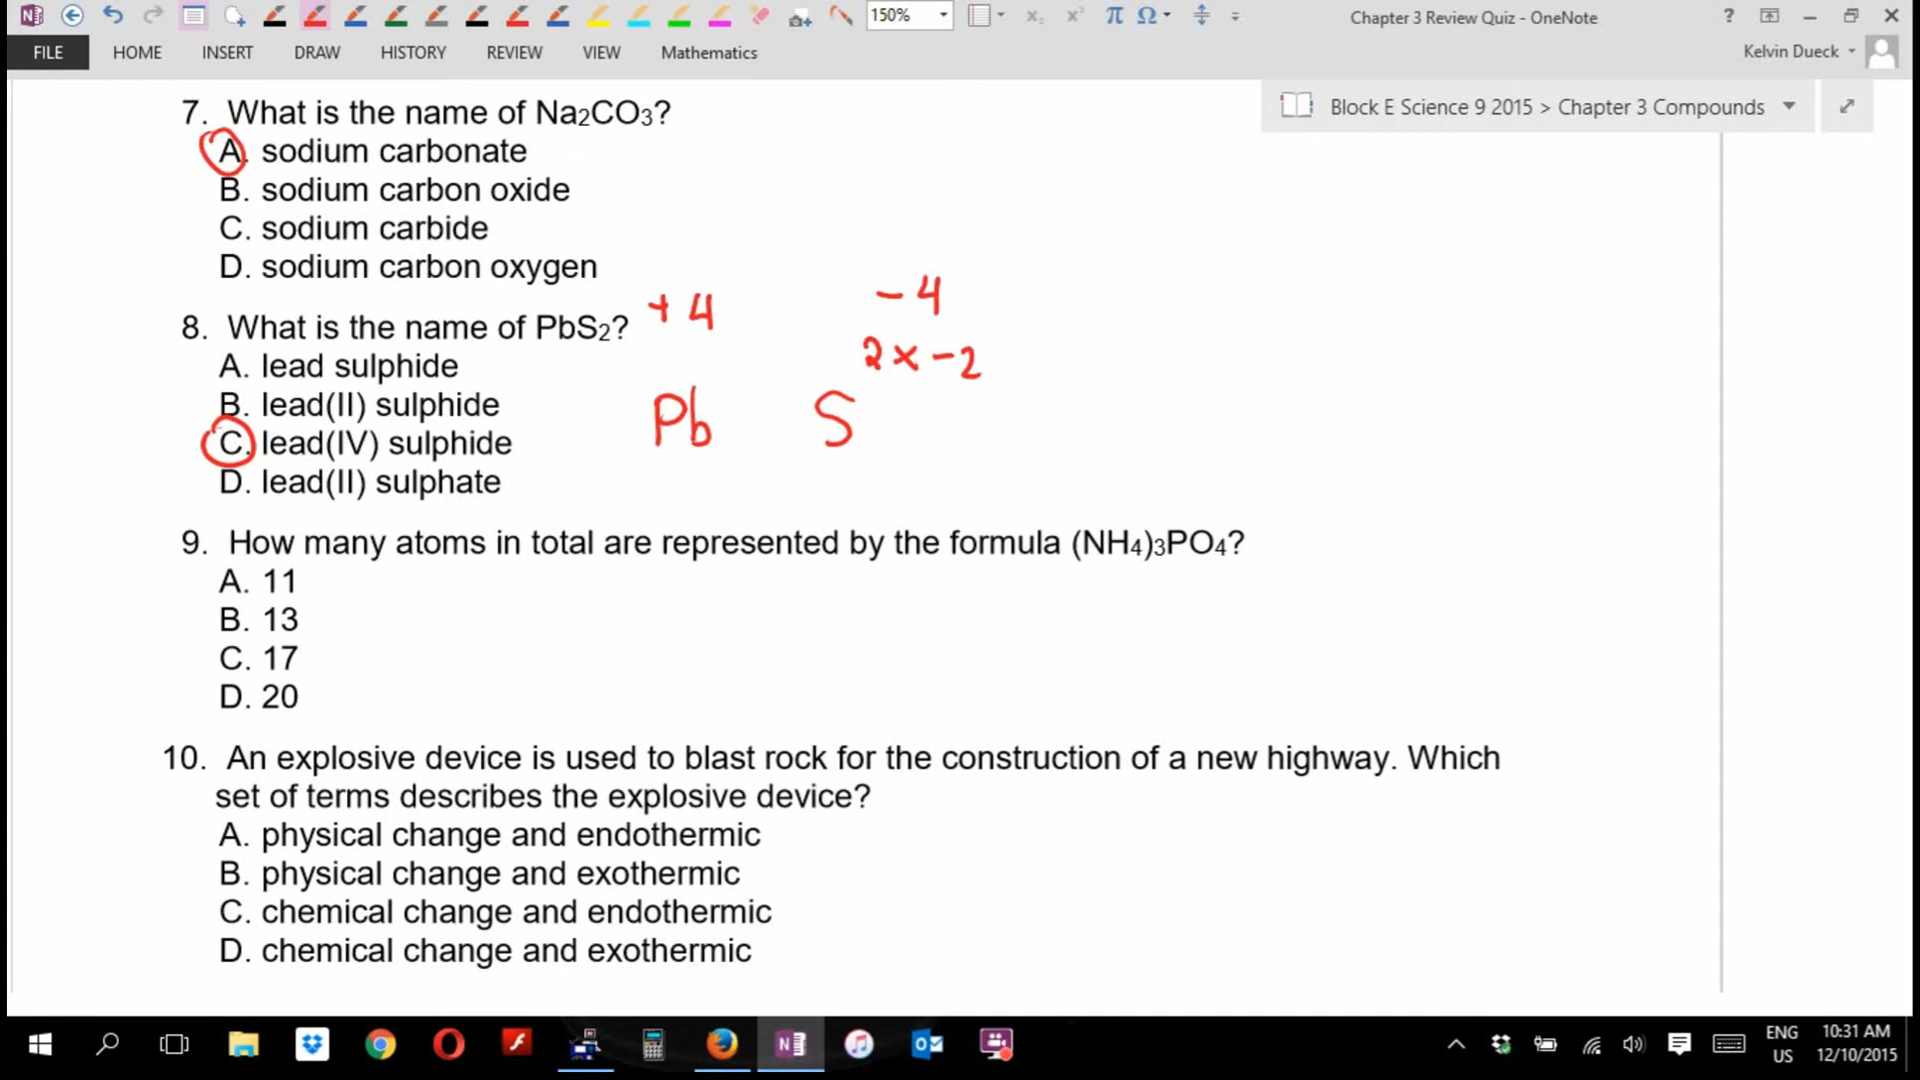 150%
Chapter 3 Review Quiz - OneNote
FILE HOME INSERT DRAW HISTORY REVIEW VIEW Mathematics
Kelvin Dueck
Block E Science 9 2015 > Chapter 3 Compounds
7. What is the name of Na₂CO₃?
A. sodium carbonate
B. sodium carbon oxide
C. sodium carbide
D. sodium carbon oxygen
+4 -4
8. What is the name of PbS₂?
2x-2
A. lead sulphide
B. lead(II) sulphide
Pb S
C. lead(IV) sulphide
D. lead(II) sulphate
9. How many atoms in total are represented by the formula (NH₄)₃PO₄?
A. 11
B. 13
C. 17
D. 20
10. An explosive device is used to blast rock for the construction of a new highway. Which
set of terms describes the explosive device?
A. physical change and endothermic
B. physical change and exothermic
C. chemical change and endothermic
D. chemical change and exothermic
ENG
US
10:31 AM
12/10/2015